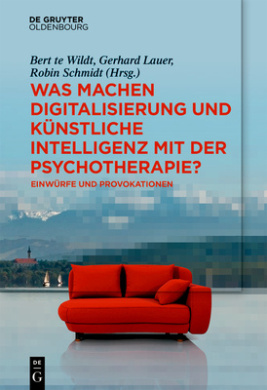 DE GRUYTER
OLDENBOURG
Bert te Wildt, Gerhard Lauer,
Robin Schmidt (Hrsg.)
WAS MACHEN
DIGITALISIERUNG UND
KÜNSTLICHE
INTELLIGENZ MIT DER
PSYCHOTHERAPIE?
EINWÜRFE UND PROVOKATIONEN
DE
G